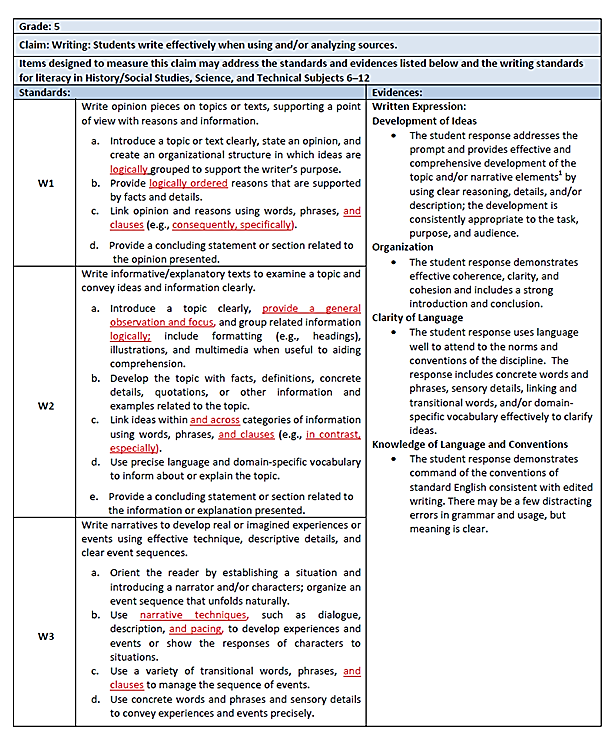 Grade: 5
Claim: Writing: Students write effectively when using and/or analyzing sources.
Items designed to measure this claim may address the standards and evidences listed below and the writing standards
for literacy in History/Social Studies, Science, and Technical Subjects 6–12
Standards:
Evidences:
W1
Write opinion pieces on topics or texts, supporting a point
of view with reasons and information.
a. Introduce a topic or text clearly, state an opinion, and
create an organizational structure in which ideas are
logically grouped to support the writer's purpose.
b. Provide logically ordered reasons that are supported
by facts and details.
c. Link opinion and reasons using words, phrases, and
clauses (e.g., consequently, specifically).
d. Provide a concluding statement or section related to
the opinion presented.
W2
Write informative/explanatory texts to examine a topic and
convey ideas and information clearly.
a. Introduce a topic clearly, provide a general
observation and focus, and group related information
logically; include formatting (e.g., headings),
illustrations, and multimedia when useful to aiding
comprehension.
b. Develop the topic with facts, definitions, concrete
details, quotations, or other information and
examples related to the topic.
c. Link ideas within and across categories of information
using words, phrases, and clauses (e.g., in contrast,
especially).
d. Use precise language and domain-specific vocabulary
to inform about or explain the topic.
e. Provide a concluding statement or section related to
the information or explanation presented.
W3
Write narratives to develop real or imagined experiences or
events using effective technique, descriptive details, and
clear event sequences.
a. Orient the reader by establishing a situation and
introducing a narrator and/or characters; organize an
event sequence that unfolds naturally.
b. Use narrative techniques, such as dialogue,
description, and pacing, to develop experiences and
events or show the responses of characters to
situations.
c. Use a variety of transitional words, phrases, and
clauses to manage the sequence of events.
d. Use concrete words and phrases and sensory details
to convey experiences and events precisely.
Written Expression:
Development of Ideas
• The student response addresses the
prompt and provides effective and
comprehensive development of the
topic and/or narrative elements¹ by
using clear reasoning, details, and/or
description; the development is
consistently appropriate to the task,
purpose, and audience.
Organization
• The student response demonstrates
effective coherence, clarity, and
cohesion and includes a strong
introduction and conclusion.
Clarity of Language
• The student response uses language
well to attend to the norms and
conventions of the discipline. The
response includes concrete words and
phrases, sensory details, linking and
transitional words, and/or domain-
specific vocabulary effectively to clarify
ideas.
Knowledge of Language and Conventions
• The student response demonstrates
command of the conventions of
standard English consistent with edited
writing. There may be a few distracting
errors in grammar and usage, but
meaning is clear.